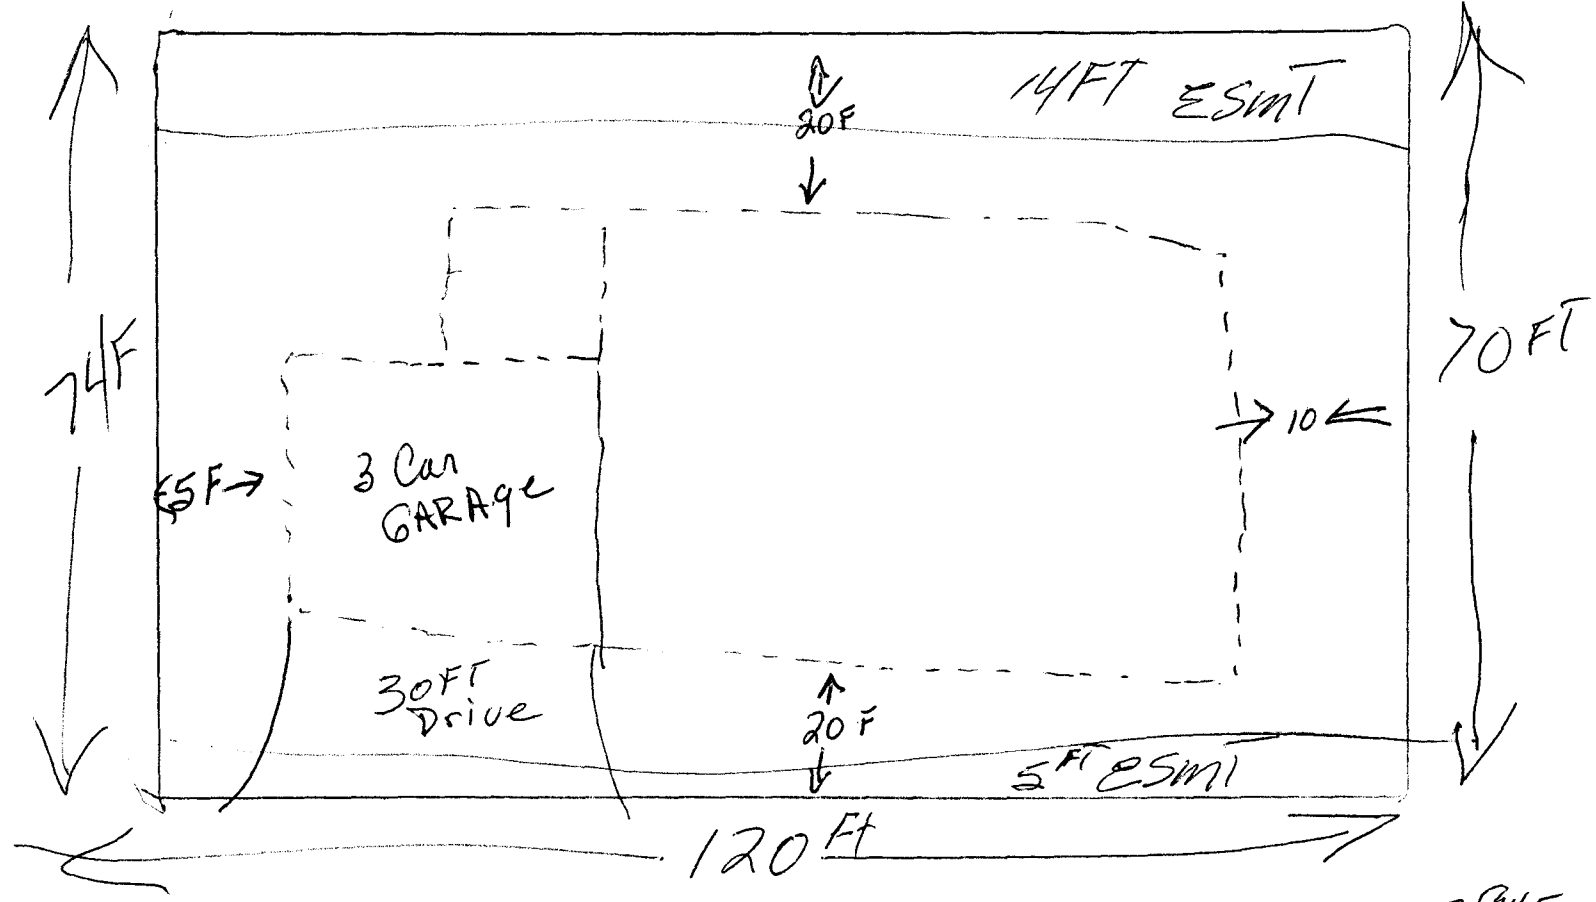 14FT ESmT
20F
74F
70FT
10
5F
3 Car
GARAge
30FT
Drive
20F
5FT ESmT
120Ft